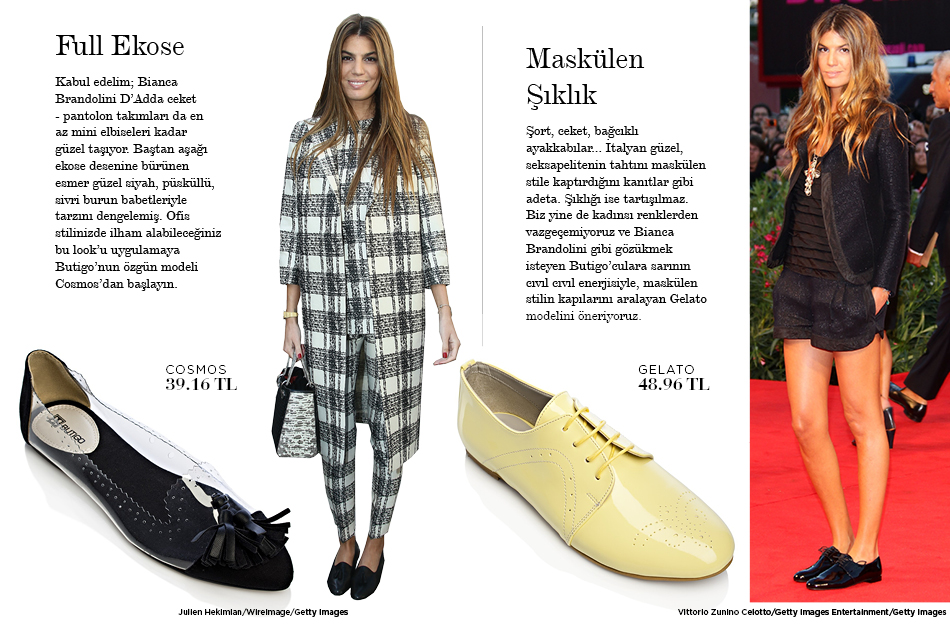 Full Ekose
Kabul edelim; Bianca
Brandolini D'Adda ceket
- pantolon takımları da en
az mini elbiseleri kadar
güzel taşıyor. Baştan aşağı
ekose desenine bürünen
esmer güzel siyah, püsküllü,
sivri burun babetleriyle
tarzını dengelemiş. Ofis
stilinizde ilham alabileceğiniz
bu look'u uygulamaya
Butigo'nun özgün modeli
Cosmos'dan başlayın.
COSMOS
39.16 TL
BUTIGO
Julien Hekimian/WireImage/Getty Images
Maskülen
Şıklık
Şort, ceket, bağcıklı
ayakkabılar... İtalyan güzel,
seksapelitenin tahtını maskülen
stile kaptırdığını kanıtlar gibi
adeta. Şıklığı ise tartışılmaz.
Biz yine de kadınsı renklerden
vazgeçemiyoruz ve Bianca
Brandolini gibi gözükmek
isteyen Butigo'culara sarının
cıvıl cıvıl enerjisiyle, maskülen
stilin kapılarını aralayan Gelato
modelini öneriyoruz.
GELATO
48.96 TL
Vittorio Zunino Celotto/Getty Images Entertainment/Getty Images